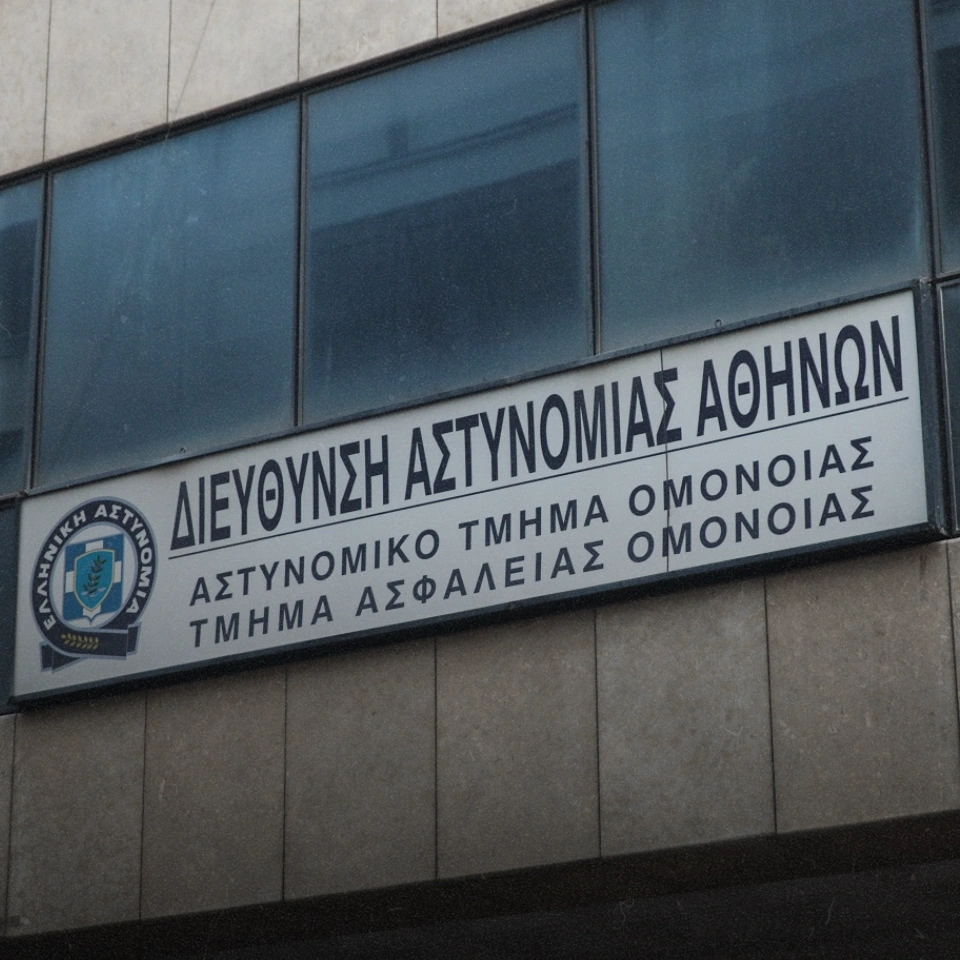 ΔΙΕΥΘΥΝΣΗ ΑΣΤΥΝΟΜΙΑΣ ΑΘΗΝΩΝ
ΑΣΤΥΝΟΜΙΚΟ ΤΜΗΜΑ ΟΜΟΝΟΙΑΣ
ΤΜΗΜΑ ΑΣΦΑΛΕΙΑΣ ΟΜΟΝΟΙΑΣ
ΕΛΛΗΝΙΚΗ ΑΣΤΥΝΟΜΙΑ